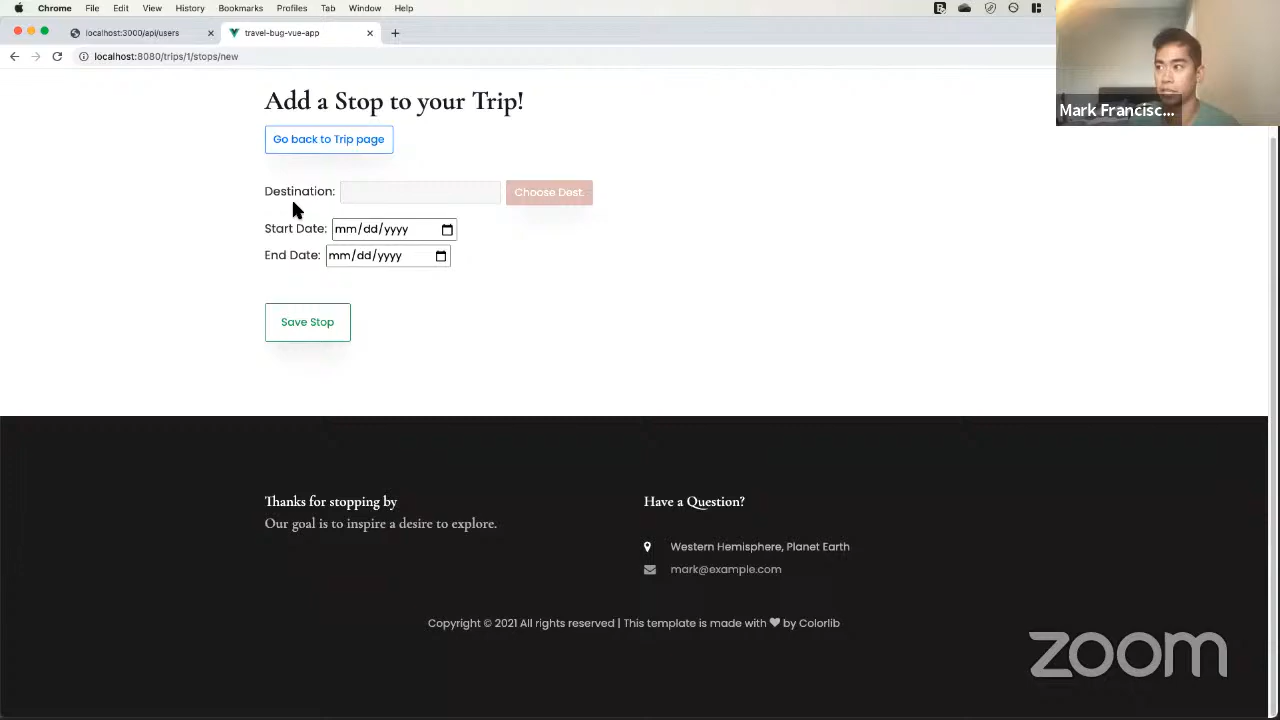 Chrome File Edit View History Bookmarks Profiles Tab Window Help
localhost:3000/api/users
travel-bug-vue-app
localhost:8080/trips/1/stops/new
Mark Francisc...
Add a Stop to your Trip!
Go back to Trip page
Destination: Choose Dest.
Start Date: mm/dd/yyyy
End Date: mm/dd/yyyy
Save Stop
Thanks for stopping by
Our goal is to inspire a desire to explore.
Have a Question?
Western Hemisphere, Planet Earth
mark@example.com
Copyright © 2021 All rights reserved | This template is made with ♥ by Colorlib
zoom